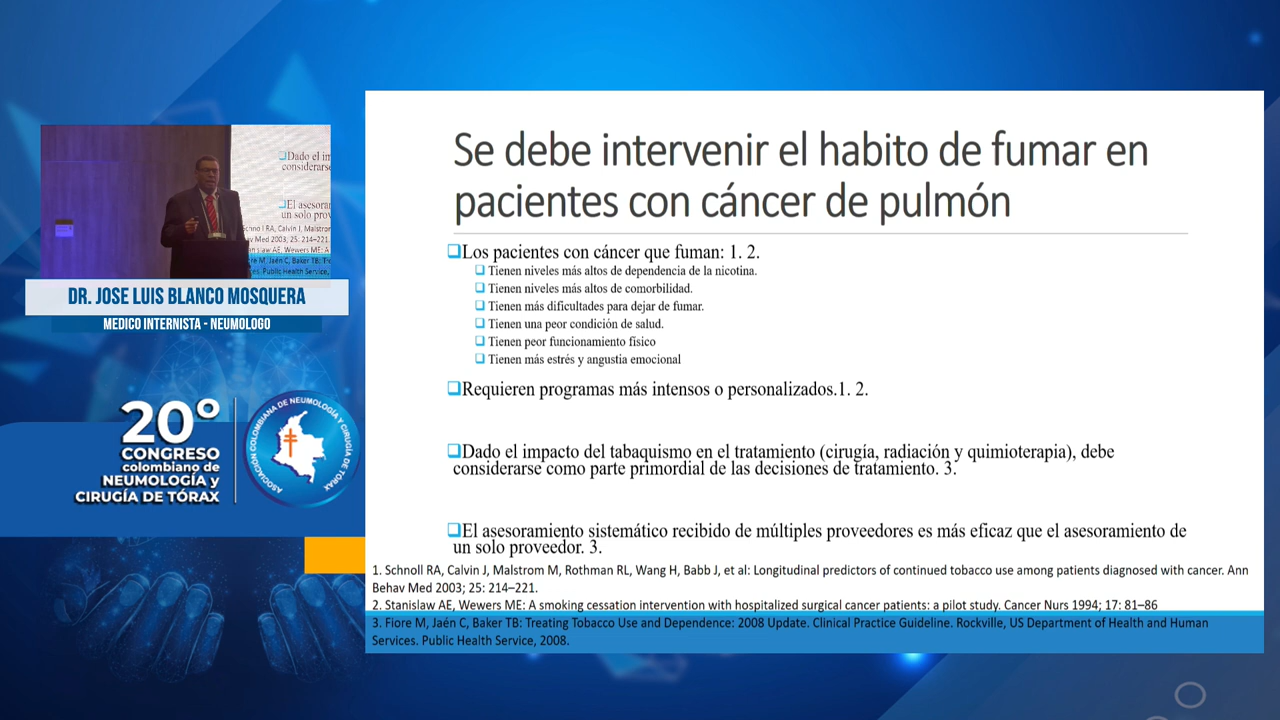 Dado el im
considerarse
El asesorar
un solo prov
DR. JOSE LUIS BLANCO MOSQUERA
MEDICO INTERNISTA - NEUMOLOGO
20º
CONGRESO
colombiano de
NEUMOLOGÍA y
CIRUGÍA DE TÓRAX
ASOCIACIÓN COLOMBIANA DE NEUMOLOGÍA Y CIRUGÍA DE TÓRAX
Se debe intervenir el habito de fumar en
pacientes con cáncer de pulmón
Los pacientes con cáncer que fuman: 1. 2.
Tienen niveles más altos de dependencia de la nicotina.
Tienen niveles más altos de comorbilidad.
Tienen más dificultades para dejar de fumar.
Tienen una peor condición de salud.
Tienen peor funcionamiento físico
Tienen más estrés y angustia emocional
Requieren programas más intensos o personalizados.1. 2.
Dado el impacto del tabaquismo en el tratamiento (cirugía, radiación y quimioterapia), debe
considerarse como parte primordial de las decisiones de tratamiento. 3.
El asesoramiento sistemático recibido de múltiples proveedores es más eficaz que el asesoramiento de
un solo proveedor. 3.
1. Schnoll RA, Calvin J, Malstrom M, Rothman RL, Wang H, Babb J, et al: Longitudinal predictors of continued tobacco use among patients diagnosed with cancer. Ann
Behav Med 2003; 25: 214–221.
2. Stanislaw AE, Wewers ME: A smoking cessation intervention with hospitalized surgical cancer patients: a pilot study. Cancer Nurs 1994; 17: 81–86
3. Fiore M, Jaén C, Baker TB: Treating Tobacco Use and Dependence: 2008 Update. Clinical Practice Guideline. Rockville, US Department of Health and Human
Services. Public Health Service, 2008.